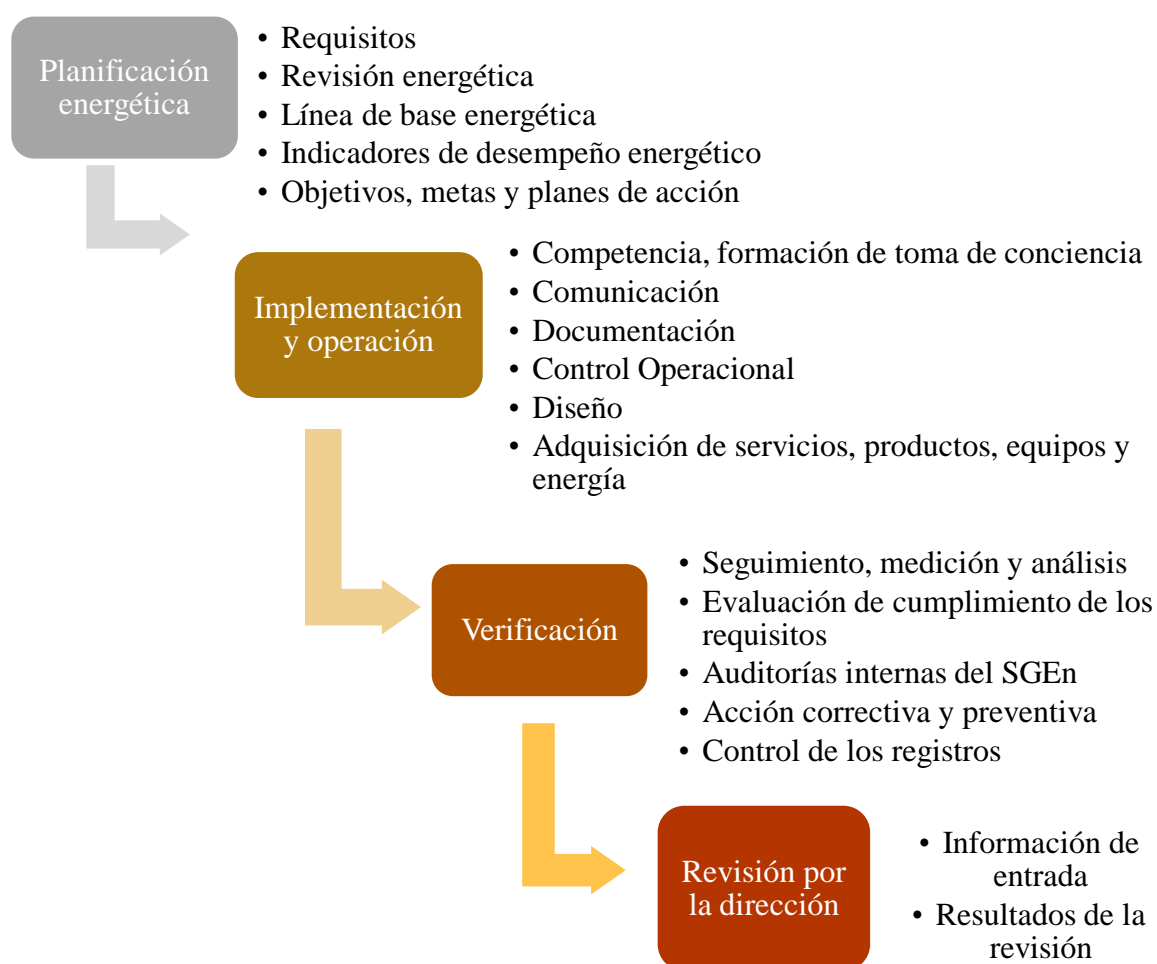 Planificación
energética
• Requisitos
• Revisión energética
• Línea de base energética
• Indicadores de desempeño energético
• Objetivos, metas y planes de acción
Implementación
y operación
• Competencia, formación de toma de conciencia
• Comunicación
• Documentación
• Control Operacional
• Diseño
• Adquisición de servicios, productos, equipos y
energía
Verificación
• Seguimiento, medición y análisis
• Evaluación de cumplimiento de los
requisitos
• Auditorías internas del SGEn
• Acción correctiva y preventiva
• Control de los registros
Revisión por
la dirección
• Información de
entrada
• Resultados de la
revisión